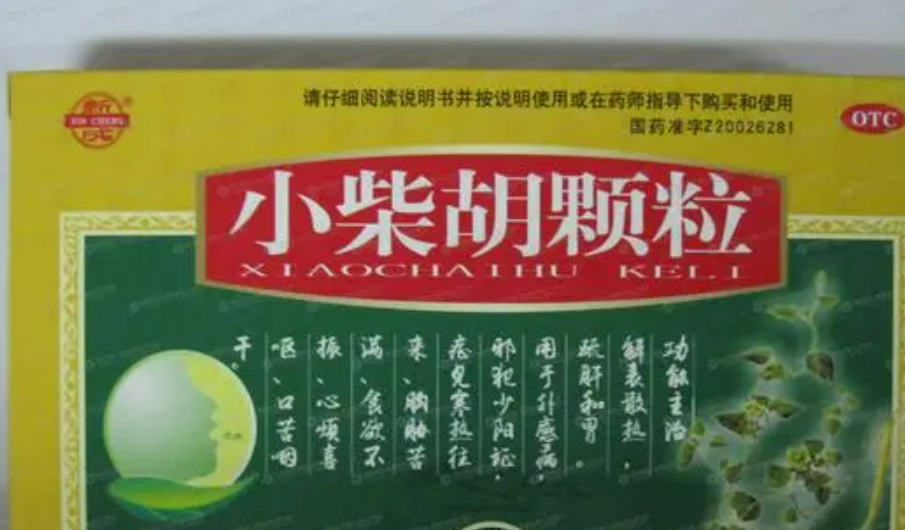 新成
XIN CHENG
请仔细阅读说明书并按说明使用或在药师指导下购买和使用
国药准字Z20026281
OTC
小柴胡颗粒
XIAOCHAIHU KELI
功能主治
解表散热,
疏肝和胃。
用于外感病,
邪犯少阳证,
症见寒热往
来、胸胁苦
满、食欲不
振、心烦喜
呕、口苦咽
干。